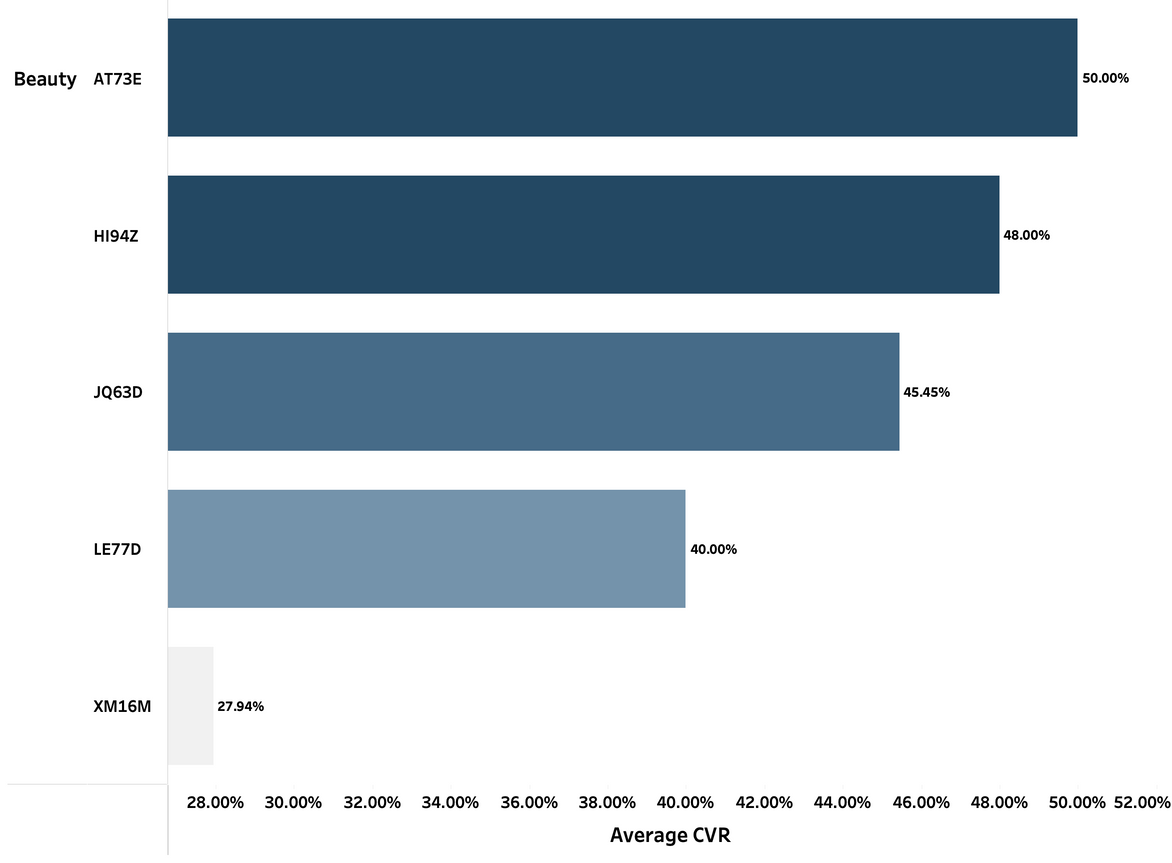 Beauty AT73E 50.00%
HI94Z 48.00%
JQ63D 45.45%
LE77D 40.00%
XM16M 27.94%
28.00% 30.00% 32.00% 34.00% 36.00% 38.00% 40.00% 42.00% 44.00% 46.00% 48.00% 50.00% 52.00%
Average CVR